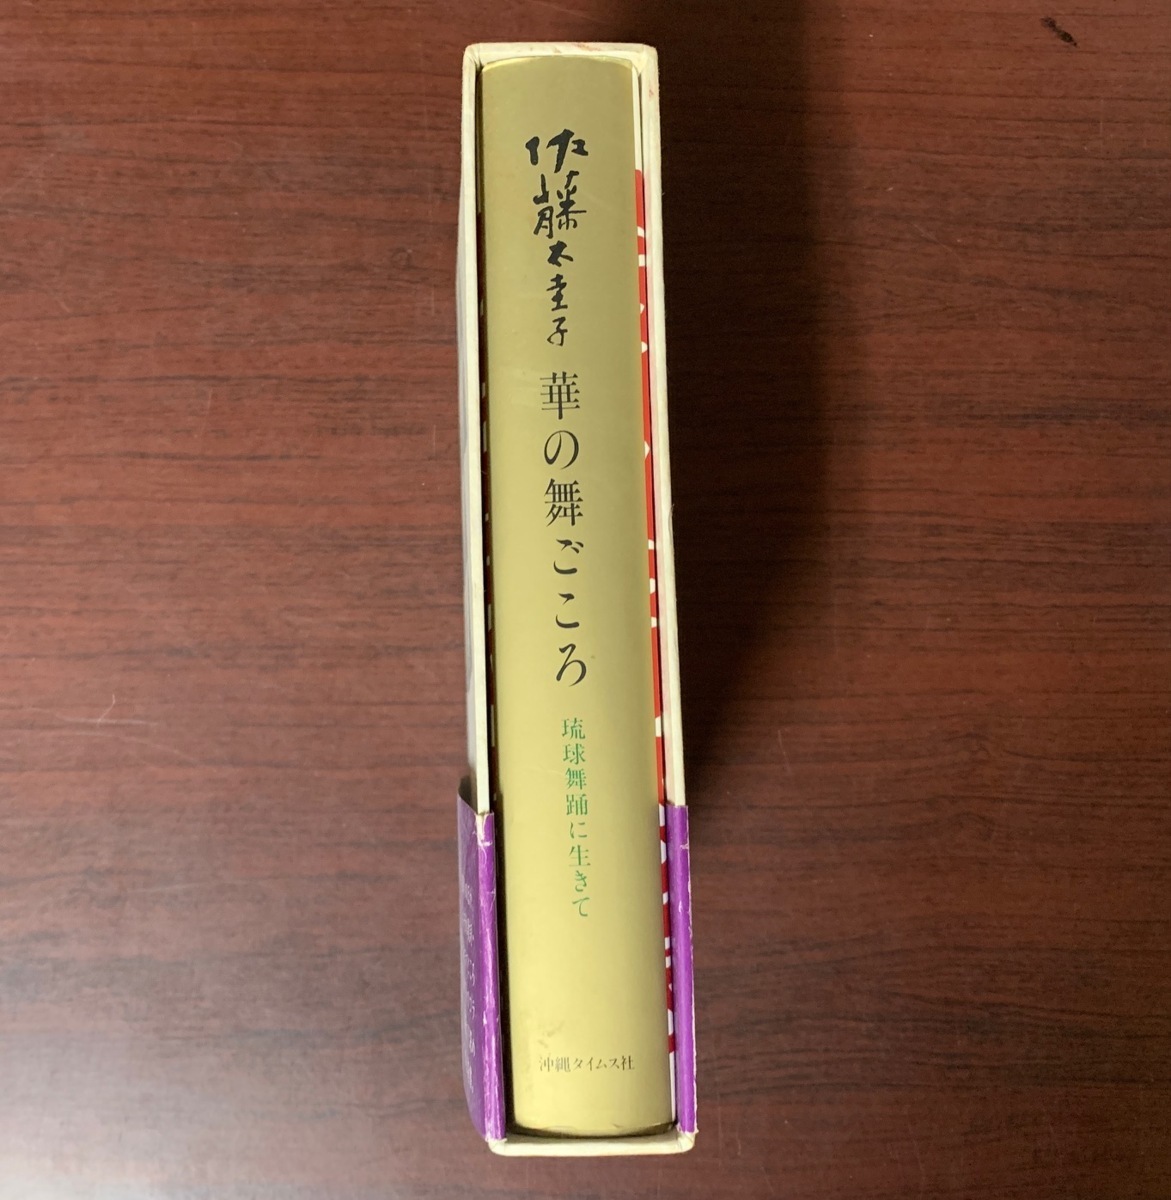 佐藤太圭子
華の舞ごころ
琉球舞踊に生きて
沖縄タイムス社